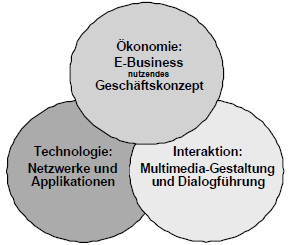 Ökonomie:
E-Business
nutzendes
Geschäftskonzept
Technologie:
Netzwerke und
Applikationen
Interaktion:
Multimedia-Gestaltung
und Dialogführung